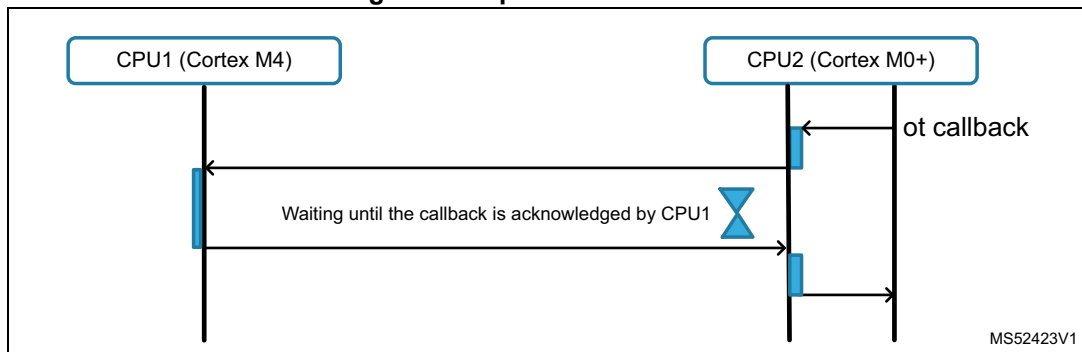 CPU1 (Cortex M4)
CPU2 (Cortex M0+)
ot callback
Waiting until the callback is acknowledged by CPU1
MS52423V1